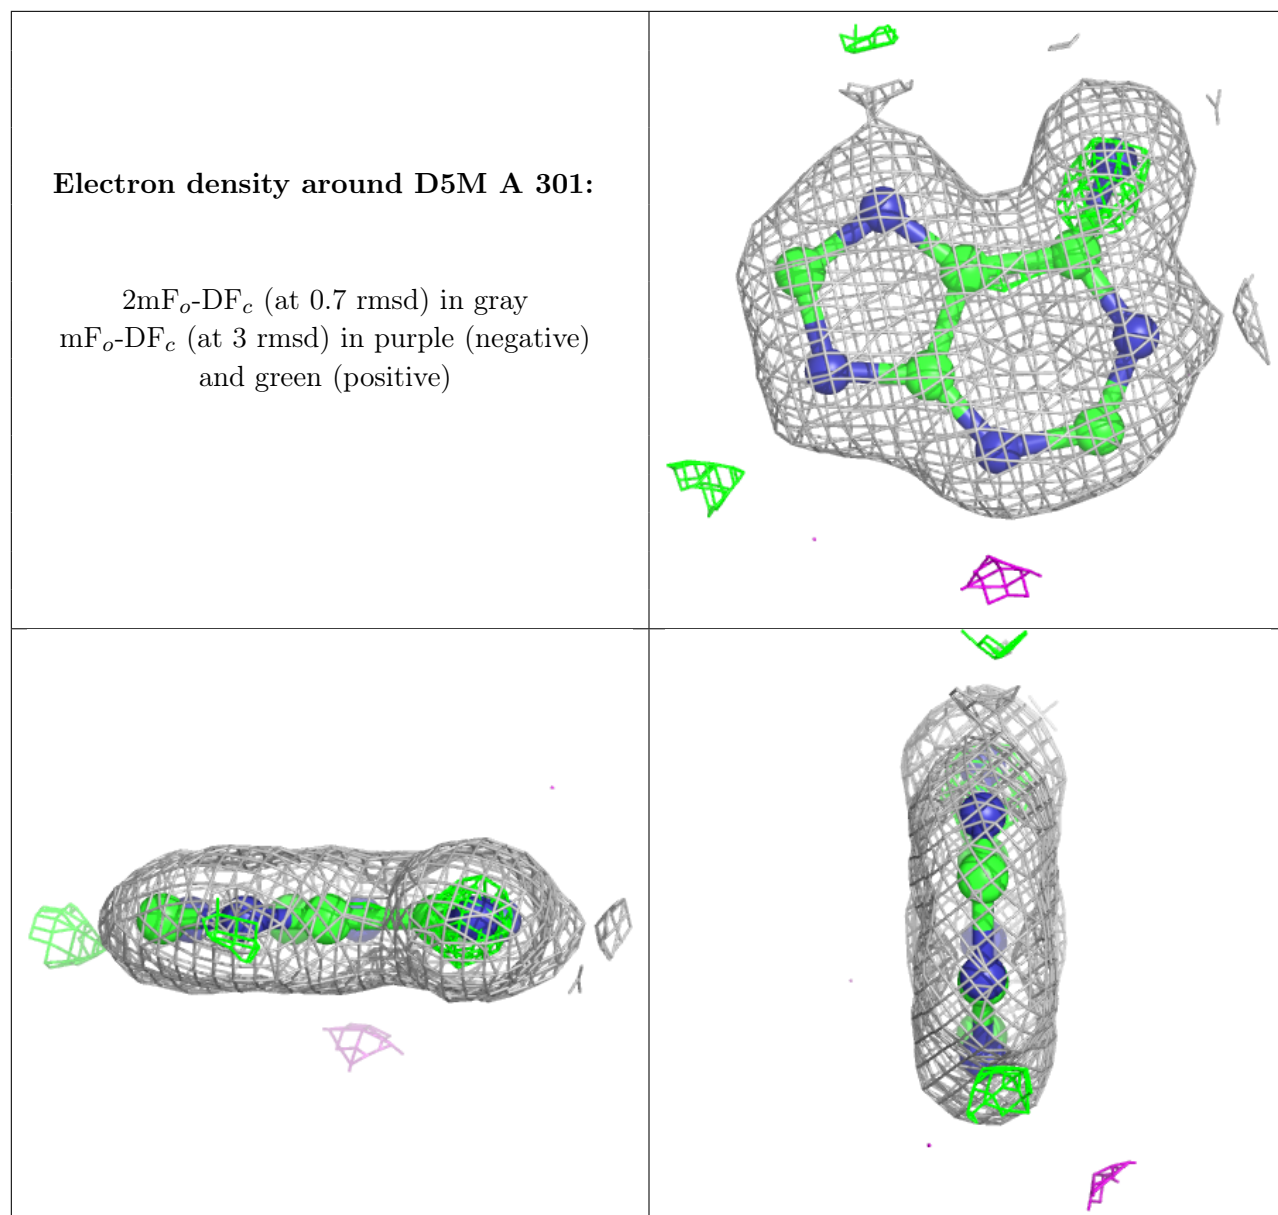 Electron density around D5M A 301:
2mFo-DFc (at 0.7 rmsd) in gray
mFo-DFc (at 3 rmsd) in purple (negative)
and green (positive)